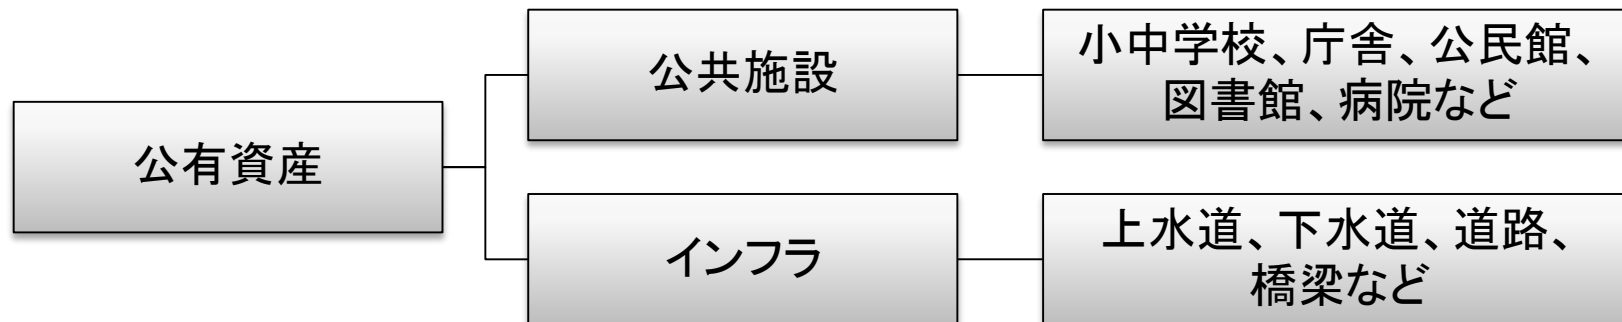 公有資産
公共施設
小中学校、庁舎、公民館、
図書館、病院など
インフラ
上水道、下水道、道路、
橋梁など